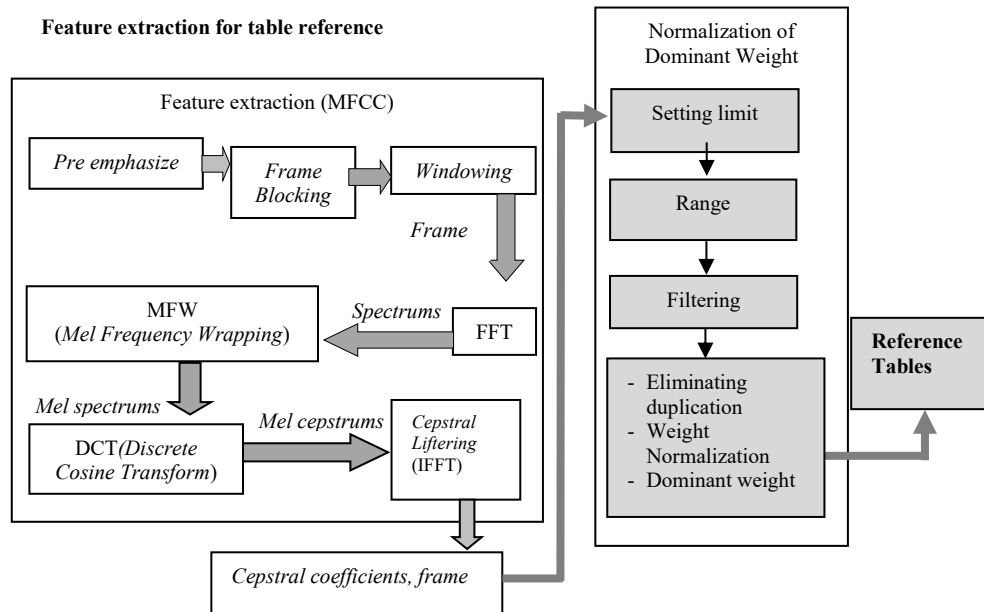 Feature extraction for table reference
Feature extraction (MFCC)
Pre emphasize
Frame
Blocking
Windowing
Frame
FFT
Spectrums
MFW
(Mel Frequency Wrapping)
Mel spectrums
DCT(Discrete
Cosine Transform)
Mel cepstrums
Cepstral
Liftering
(IFFT)
Cepstral coefficients, frame
Normalization of
Dominant Weight
Setting limit
Range
Filtering
- Eliminating
duplication
- Weight
Normalization
- Dominant weight
Reference
Tables